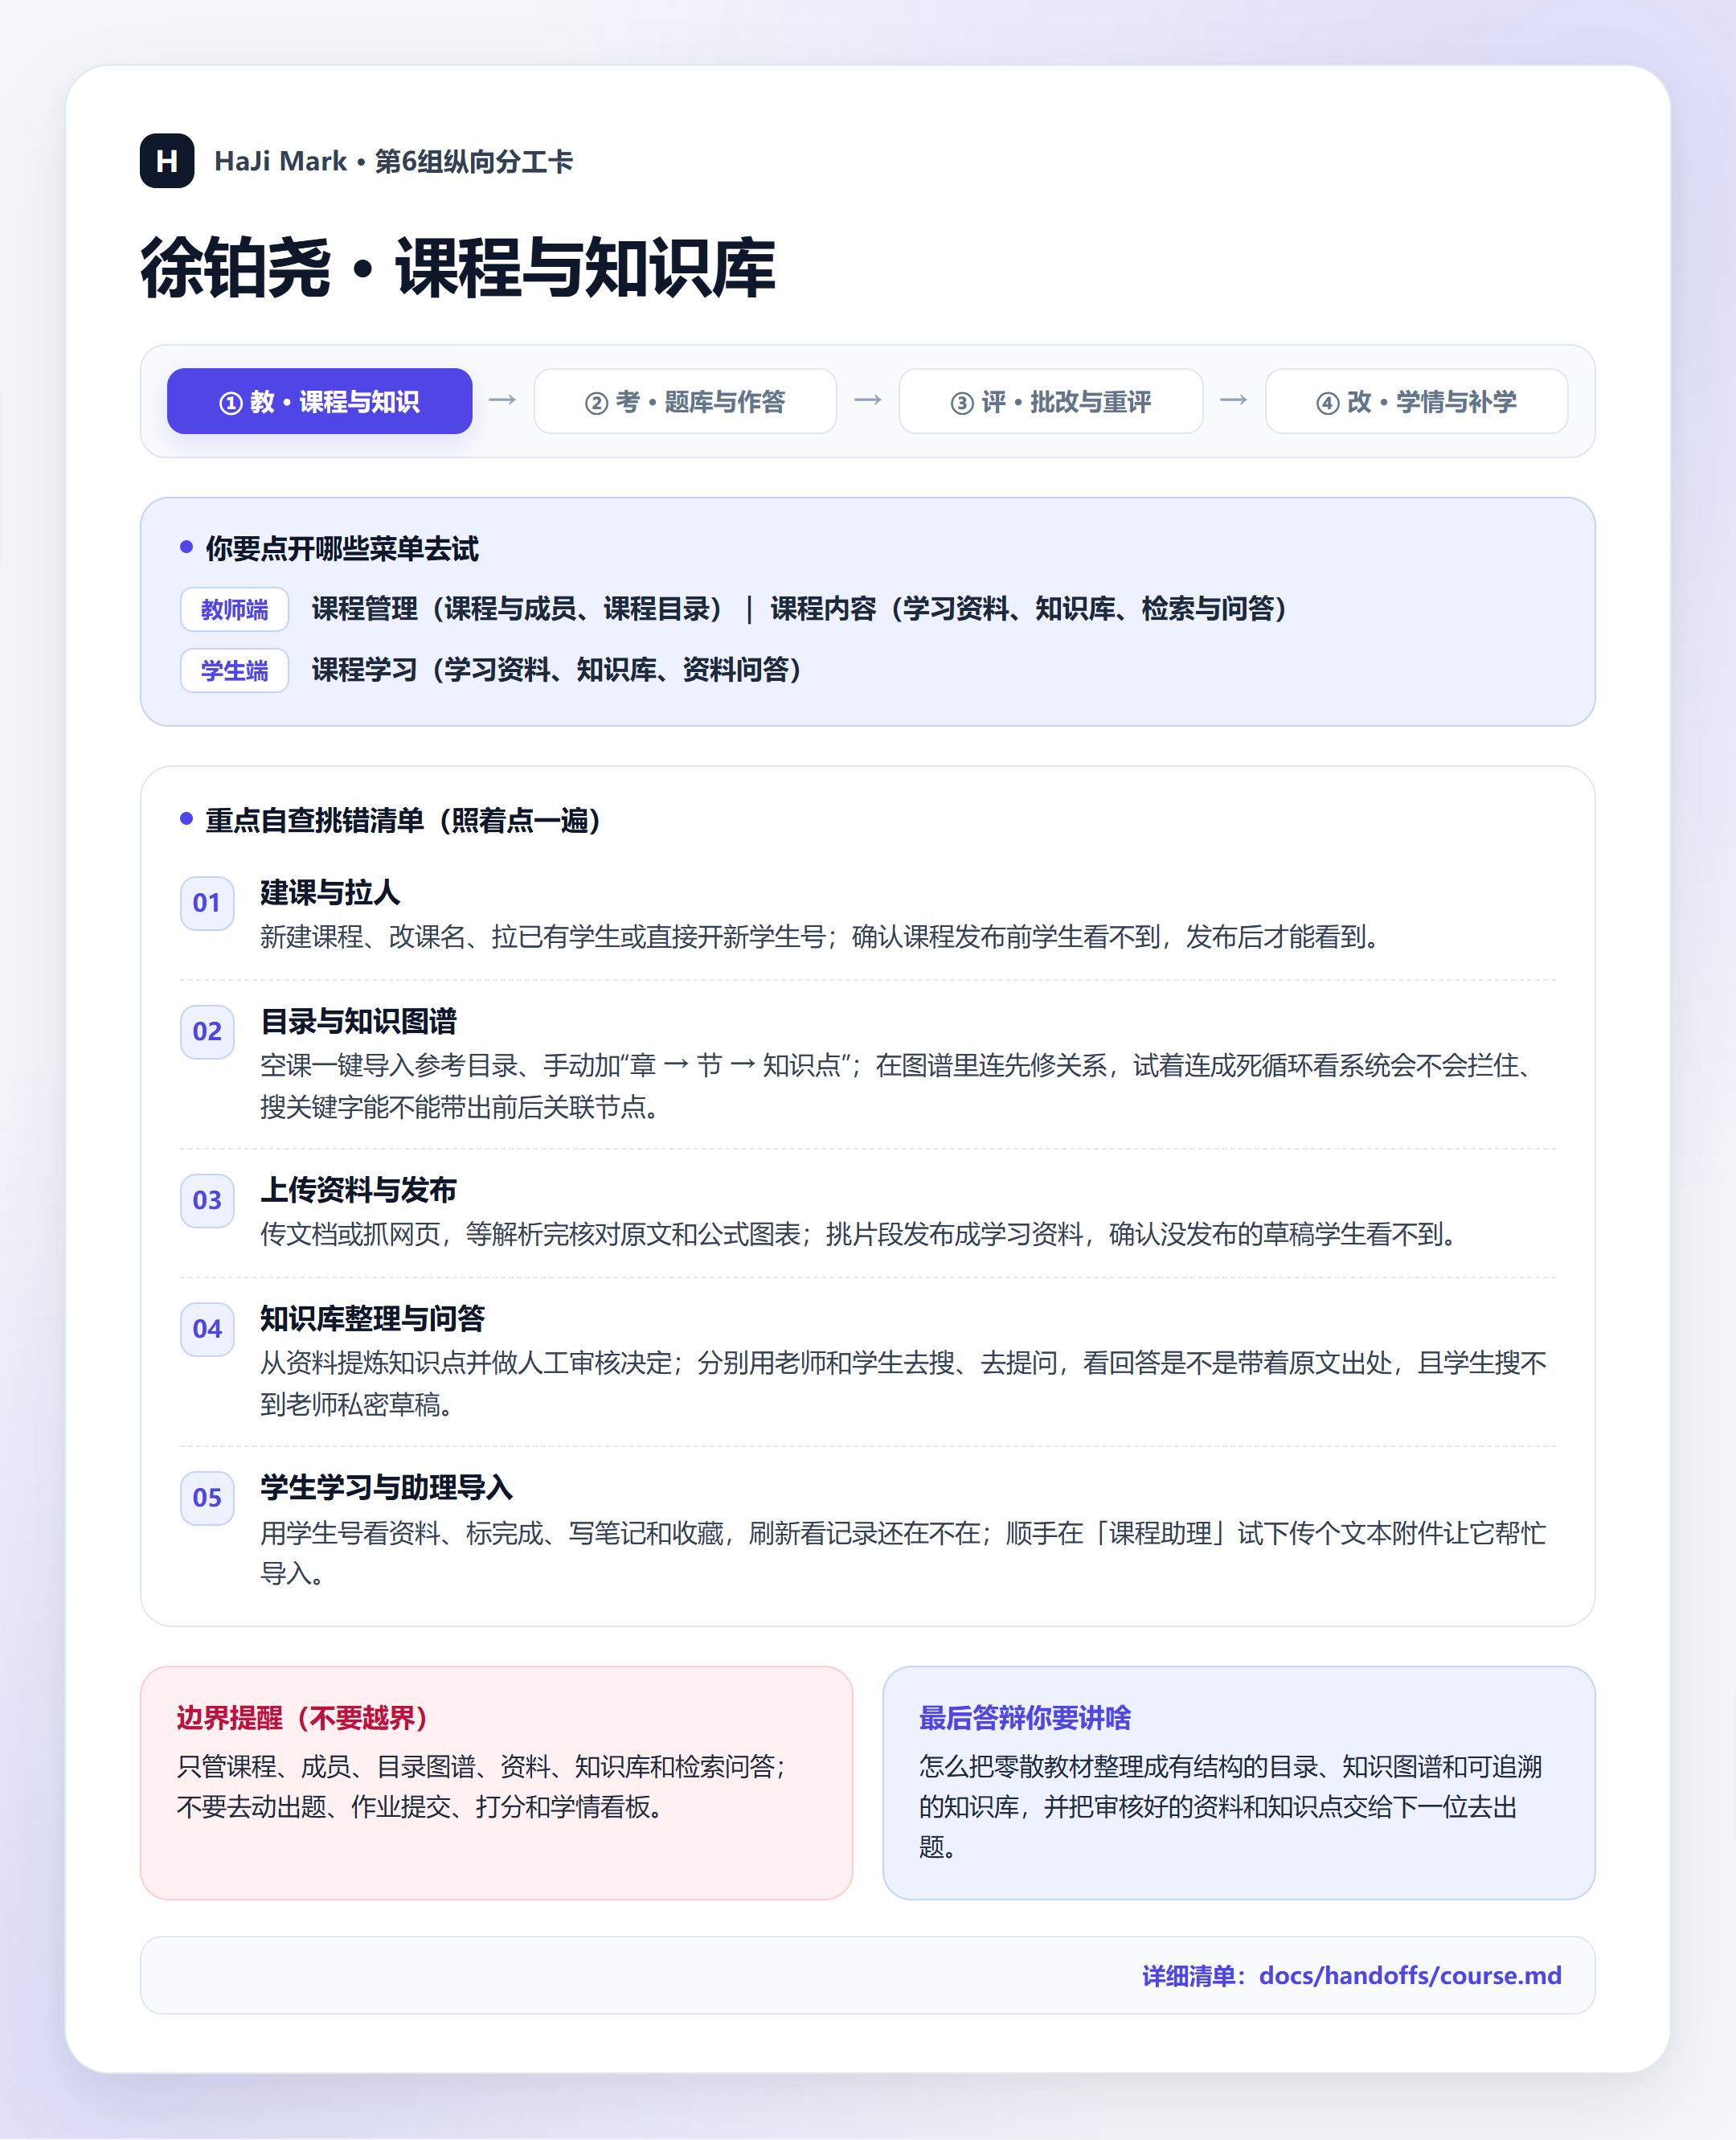 H
HaJi Mark • 第6组纵向分工卡
徐铂尧 • 课程与知识库
① 教 • 课程与知识 → ② 考 • 题库与作答 → ③ 评 • 批改与重评 → ④ 改 • 学情与补学
你要点开哪些菜单去试
教师端 课程管理（课程与成员、课程目录）｜ 课程内容（学习资料、知识库、检索与问答）
学生端 课程学习（学习资料、知识库、资料问答）
重点自查挑错清单（照着点一遍）
01 建课与拉人
新建课程、改课名、拉已有学生或直接开新学生号；确认课程发布前学生看不到，发布后才能看到。
02 目录与知识图谱
空课一键导入参考目录、手动加“章 → 节 → 知识点”；在图谱里连先修关系，试着连成死循环看系统会不会拦住、
搜关键字能不能带出前后关联节点。
03 上传资料与发布
传文档或抓网页，等解析完核对原文和公式图表；挑片段发布成学习资料，确认没发布的草稿学生看不到。
04 知识库整理与问答
从资料提炼知识点并做人工审核决定；分别用老师和学生去搜、去提问，看回答是不是带着原文出处，且学生搜不
到老师私密草稿。
05 学生学习与助理导入
用学生号看资料、标完成、写笔记和收藏，刷新看记录还在不在；顺手在「课程助理」试下传个文本附件让它帮忙
导入。
边界提醒（不要越界）
只管课程、成员、目录图谱、资料、知识库和检索问答；
不要去动出题、作业提交、打分和学情看板。
最后答辩你要讲啥
怎么把零散教材整理成有结构的目录、知识图谱和可追溯
的知识库，并把审核好的资料和知识点交给下一位去出
题。
详细清单：docs/handoffs/course.md